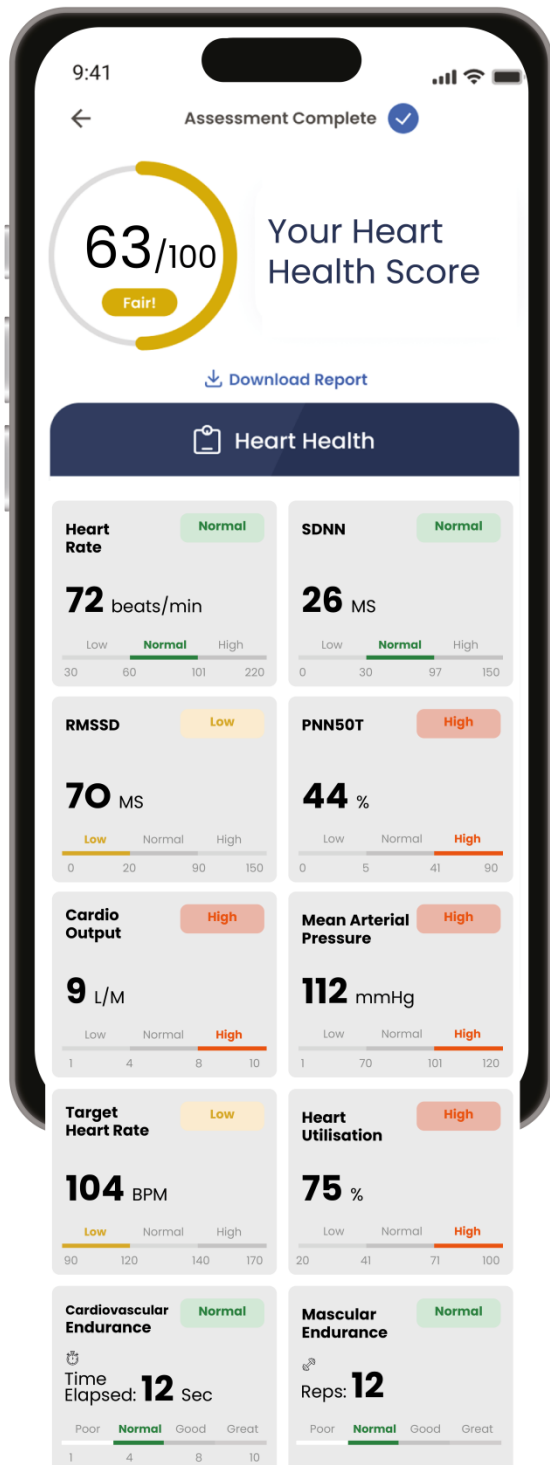 9:41
Assessment Complete
63/100
Fair!
Your Heart
Health Score
Download Report
Heart Health
Heart
Rate
Normal
72 beats/min
Low Normal High
30 60 101 220
SDNN
Normal
26 MS
Low Normal High
0 30 97 150
RMSSD
Low
70 MS
Low Normal High
0 20 90 150
PNN50T
High
44 %
Low Normal High
0 5 41 90
Cardio
Output
High
9 L/M
Low Normal High
1 4 8 10
Mean Arterial
Pressure
High
112 mmHg
Low Normal High
1 70 101 120
Target
Heart Rate
Low
104 BPM
Low Normal High
90 120 140 170
Heart
Utilisation
High
75 %
Low Normal High
20 41 71 100
Cardiovascular
Endurance
Normal
Time
Elapsed: 12 Sec
Poor Normal Good Great
1 4 8 10
Mascular
Endurance
Normal
Reps: 12
Poor Normal Good Great